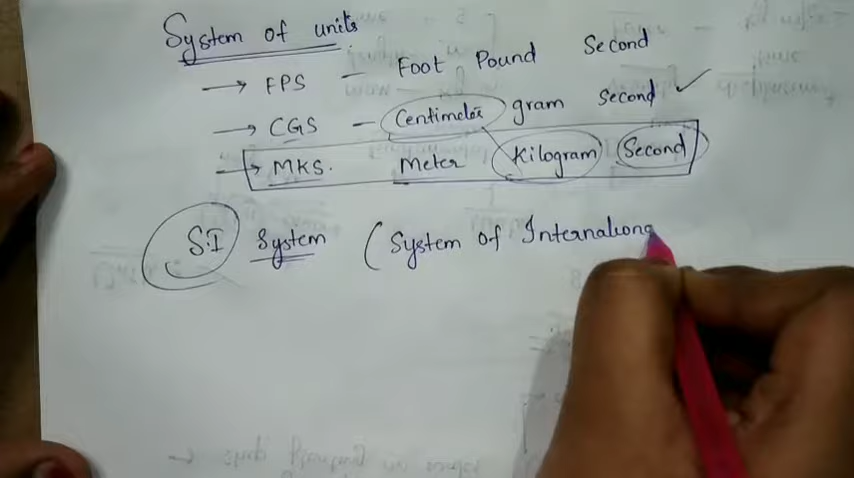 System of units
→ FPS — Foot Pound Second
→ CGS — Centimeter gram Second ✓
→ MKS. Meter Kilogram Second
S.I System (System of Internationa